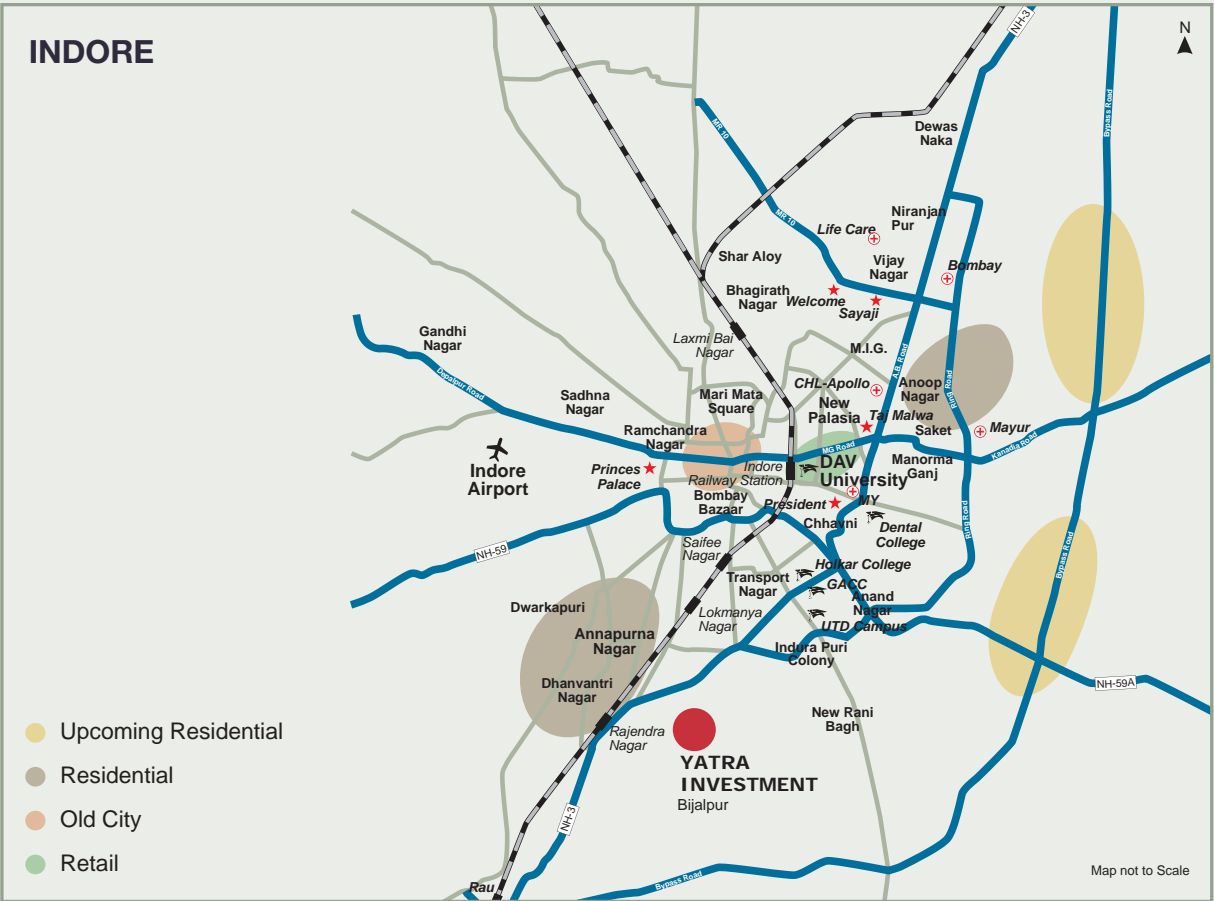 INDORE
N
NH-3
MR 10
Bypass Road
Dewas
Naka
MR 10
Niranjan
Pur
Life Care
Shar Aloy
Vijay
Nagar
Bombay
Bhagirath
Nagar
Welcome
Sayaji
Gandhi
Nagar
Laxmi Bai
Nagar
M.I.G.
A.B. Road
Depalpur Road
Sadhna
Nagar
Mari Mata
Square
CHL-Apollo
Anoop
Nagar
Ring Road
New
Palasia
Taj Malwa
Saket
Mayur
Ramchandra
Nagar
MG Road
Kanadia Road
Indore
Airport
Princes
Palace
Indore
Railway Station
DAV
University
Manorma
Ganj
Bombay
Bazaar
President
MY
Chhavni
Dental
College
Ring Road
NH-59
Saifee
Nagar
Bypass Road
Holkar College
Transport
Nagar
GACC
Anand
Nagar
Dwarkapuri
Lokmanya
Nagar
UTD Campus
Annapurna
Nagar
Indura Puri
Colony
Dhanvantri
Nagar
NH-59A
New Rani
Bagh
Rajendra
Nagar
YATRA
INVESTMENT
Bijalpur
Upcoming Residential
Residential
Old City
Retail
NH-3
Rau
Bypass Road
Map not to Scale